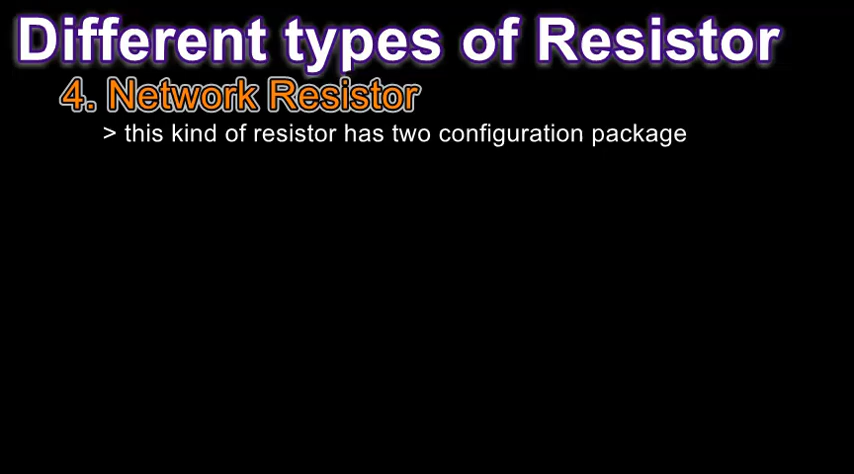 Different types of Resistor
4. Network Resistor
> this kind of resistor has two configuration package